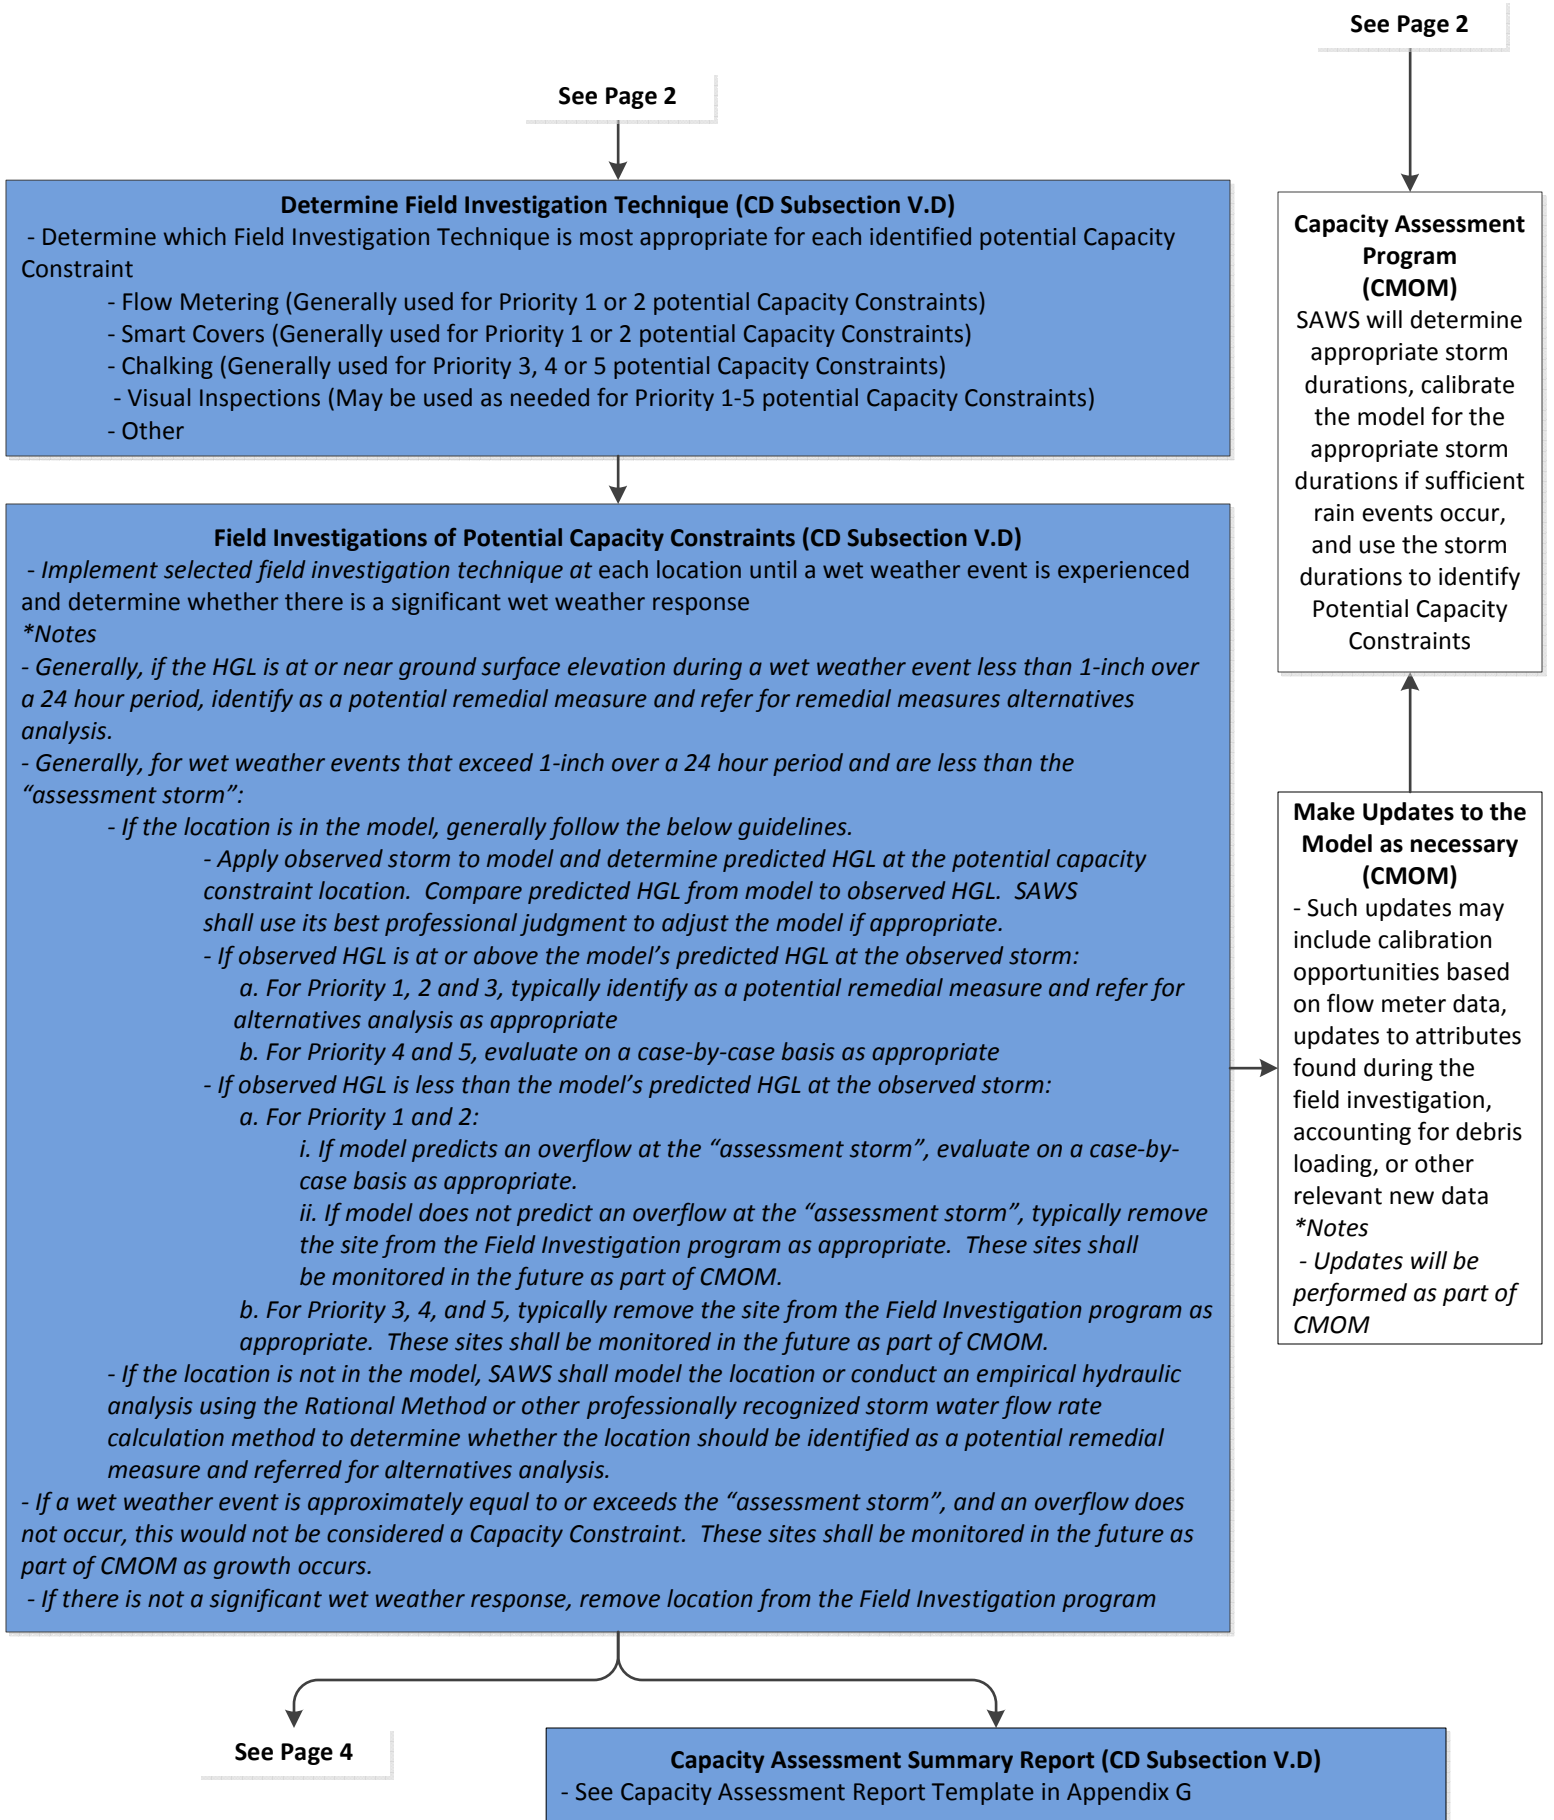 See Page 2
See Page 2
Determine Field Investigation Technique (CD Subsection V.D)
- Determine which Field Investigation Technique is most appropriate for each identified potential Capacity
Constraint
- Flow Metering (Generally used for Priority 1 or 2 potential Capacity Constraints)
- Smart Covers (Generally used for Priority 1 or 2 potential Capacity Constraints)
- Chalking (Generally used for Priority 3, 4 or 5 potential Capacity Constraints)
- Visual Inspections (May be used as needed for Priority 1-5 potential Capacity Constraints)
- Other
Field Investigations of Potential Capacity Constraints (CD Subsection V.D)
- Implement selected field investigation technique at each location until a wet weather event is experienced
and determine whether there is a significant wet weather response
*Notes
- Generally, if the HGL is at or near ground surface elevation during a wet weather event less than 1-inch over
a 24 hour period, identify as a potential remedial measure and refer for remedial measures alternatives
analysis.
- Generally, for wet weather events that exceed 1-inch over a 24 hour period and are less than the
“assessment storm”:
- If the location is in the model, generally follow the below guidelines.
- Apply observed storm to model and determine predicted HGL at the potential capacity
constraint location.  Compare predicted HGL from model to observed HGL.  SAWS
shall use its best professional judgment to adjust the model if appropriate.
- If observed HGL is at or above the model’s predicted HGL at the observed storm:
a. For Priority 1, 2 and 3, typically identify as a potential remedial measure and refer for
alternatives analysis as appropriate
b. For Priority 4 and 5, evaluate on a case-by-case basis as appropriate
- If observed HGL is less than the model’s predicted HGL at the observed storm:
a. For Priority 1 and 2:
i. If model predicts an overflow at the “assessment storm”, evaluate on a case-by-
case basis as appropriate.
ii. If model does not predict an overflow at the “assessment storm”, typically remove
the site from the Field Investigation program as appropriate.  These sites shall
be monitored in the future as part of CMOM.
b. For Priority 3, 4, and 5, typically remove the site from the Field Investigation program as
appropriate.  These sites shall be monitored in the future as part of CMOM.
- If the location is not in the model, SAWS shall model the location or conduct an empirical hydraulic
analysis using the Rational Method or other professionally recognized storm water flow rate
calculation method to determine whether the location should be identified as a potential remedial
measure and referred for alternatives analysis.
- If a wet weather event is approximately equal to or exceeds the “assessment storm”, and an overflow does
not occur, this would not be considered a Capacity Constraint.  These sites shall be monitored in the future as
part of CMOM as growth occurs.
- If there is not a significant wet weather response, remove location from the Field Investigation program
Capacity Assessment
Program
(CMOM)
SAWS will determine
appropriate storm
durations, calibrate
the model for the
appropriate storm
durations if sufficient
rain events occur,
and use the storm
durations to identify
Potential Capacity
Constraints
Make Updates to the
Model as necessary
(CMOM)
- Such updates may
include calibration
opportunities based
on flow meter data,
updates to attributes
found during the
field investigation,
accounting for debris
loading, or other
relevant new data
*Notes
- Updates will be
performed as part of
CMOM
See Page 4
Capacity Assessment Summary Report (CD Subsection V.D)
- See Capacity Assessment Report Template in Appendix G